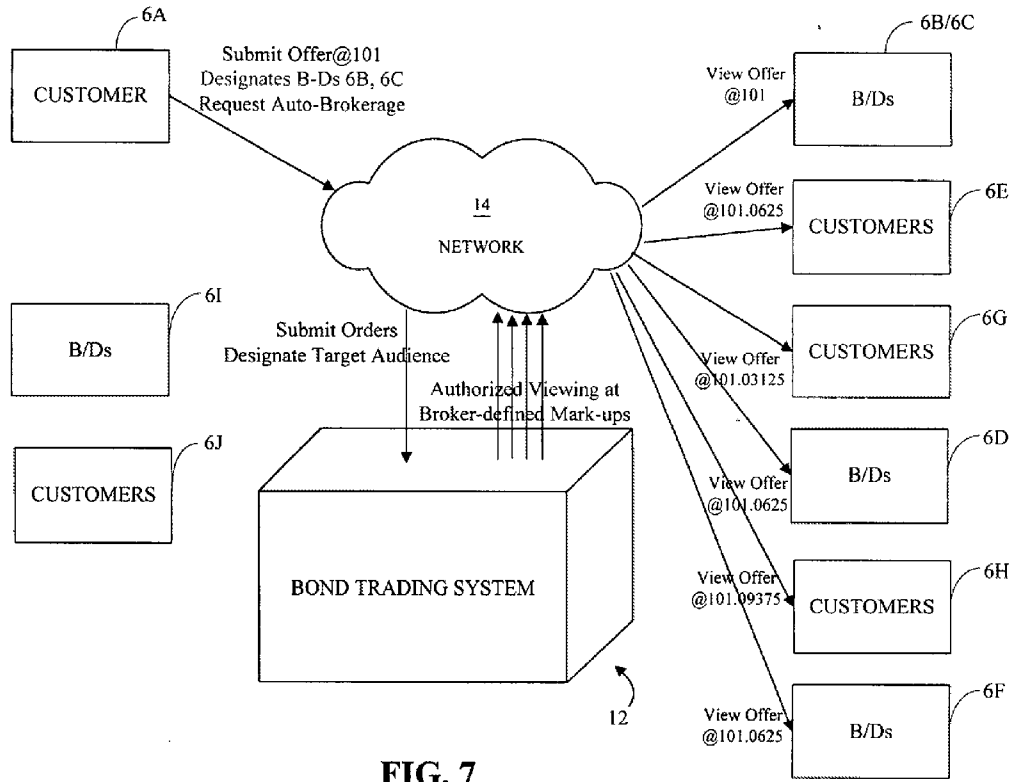 6A
CUSTOMER
Submit Offer@101
Designates B-Ds 6B, 6C
Request Auto-Brokerage
6B/6C
B/Ds
View Offer
@101
14
NETWORK
View Offer
@101.0625
6E
CUSTOMERS
6I
B/Ds
Submit Orders
Designate Target Audience
6G
CUSTOMERS
View Offer
@101.03125
Authorized Viewing at
Broker-defined Mark-ups
6J
CUSTOMERS
6D
B/Ds
View Offer
@101.0625
BOND TRADING SYSTEM
12
6H
CUSTOMERS
View Offer
@101.09375
6F
B/Ds
View Offer
@101.0625
FIG. 7